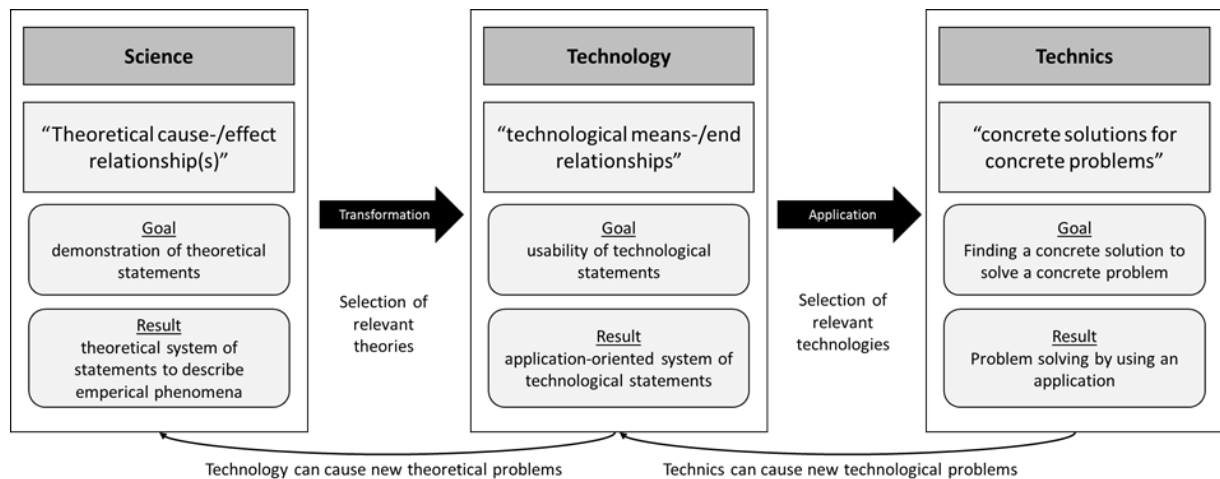 Science
“Theoretical cause-/effect
relationship(s)”
Goal
demonstration of theoretical
statements
Result
theoretical system of
statements to describe
emperical phenomena
Transformation
Selection of
relevant
theories
Technology
“technological means-/end
relationships”
Goal
usability of technological
statements
Result
application-oriented system of
technological statements
Application
Selection of
relevant
technologies
Technics
“concrete solutions for
concrete problems”
Goal
Finding a concrete solution to
solve a concrete problem
Result
Problem solving by using an
application
Technology can cause new theoretical problems
Technics can cause new technological problems